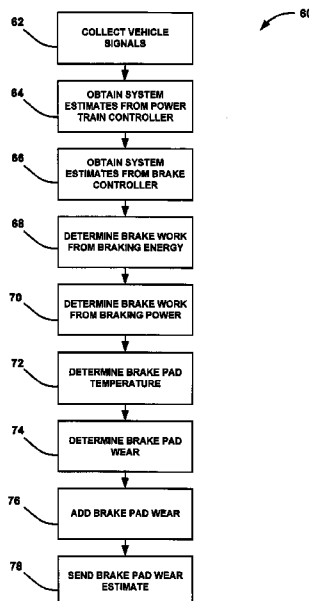 60
62
COLLECT VEHICLE
SIGNALS
64
OBTAIN SYSTEM
ESTIMATES FROM POWER
TRAIN CONTROLLER
66
OBTAIN SYSTEM
ESTIMATES FROM BRAKE
CONTROLLER
68
DETERMINE BRAKE WORK
FROM BRAKING ENERGY
70
DETERMINE BRAKE WORK
FROM BRAKING POWER
72
DETERMINE BRAKE PAD
TEMPERATURE
74
DETERMINE BRAKE PAD
WEAR
76
ADD BRAKE PAD WEAR
78
SEND BRAKE PAD WEAR
ESTIMATE